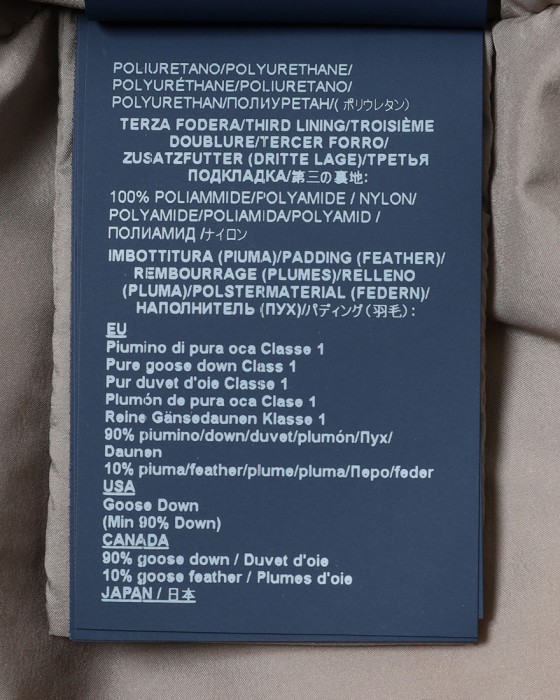 POLIURETANO/POLYURETHANE/
POLYURÉTHANE/POLIURETANO/
POLYURETHAN/ПОЛИУРЕТАН/( ポリウレタン)
TERZA FODERA/THIRD LINING/TROISIÈME
DOUBLURE/TERCER FORRO/
ZUSATZFUTTER (DRITTE LAGE)/ТРЕТЬЯ
ПОДКЛАДКА/第三の裏地:
100% POLIAMMIDE/POLYAMIDE / NYLON/
POLYAMIDE/POLIAMIDA/POLYAMID /
ПОЛИАМИД /ナイロン
IMBOTTITURA (PIUMA)/PADDING (FEATHER)/
REMBOURRAGE (PLUMES)/RELLENO
(PLUMA)/POLSTERMATERIAL (FEDERN)/
НАПОЛНИТЕЛЬ (ПУХ)/パディング(羽毛):
EU
Piumino di pura oca Classe 1
Pure goose down Class 1
Pur duvet d'oie Classe 1
Plumón de pura oca Clase 1
Reine Gänsedaunen Klasse 1
90% piumino/down/duvet/plumón/Пух/
Daunen
10% piuma/feather/plume/pluma/Перо/feder
USA
Goose Down
(Min 90% Down)
CANADA
90% goose down / Duvet d'oie
10% goose feather / Plumes d'oie
JAPAN / 日本